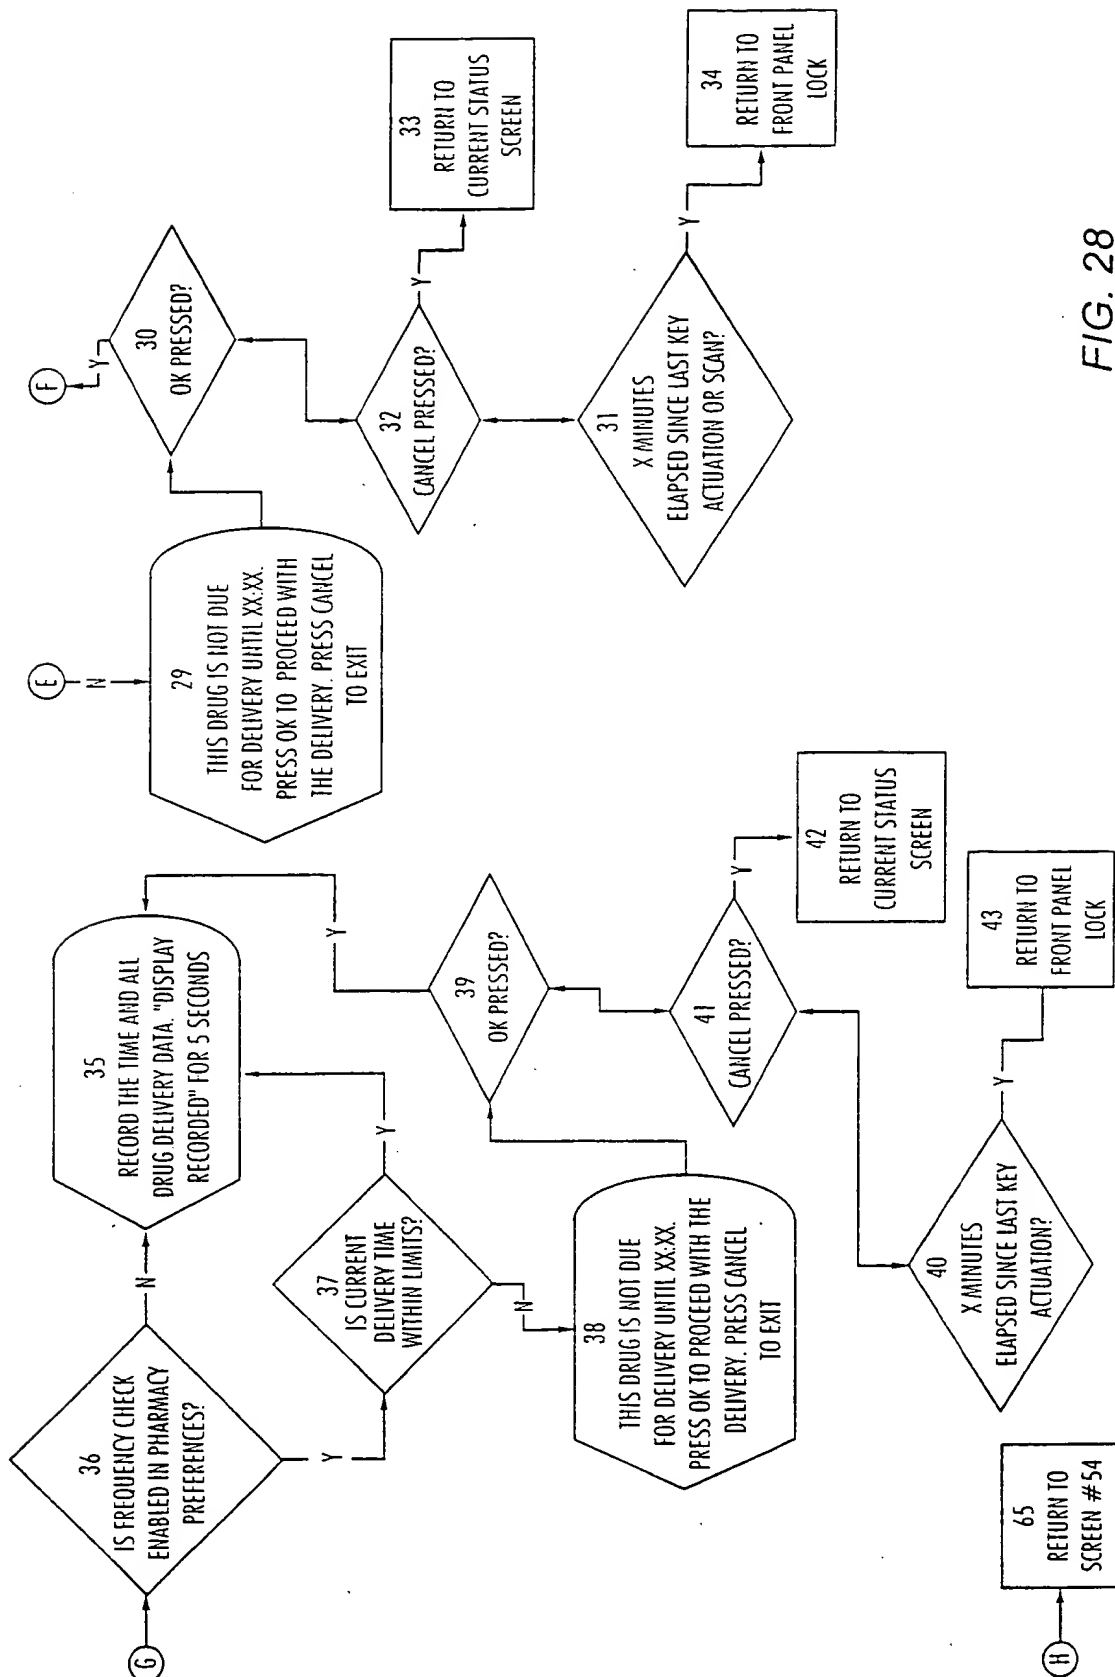 G
36
IS FREQUENCY CHECK
ENABLED IN PHARMACY
PREFERENCES?
N
Y
35
RECORD THE TIME AND ALL
DRUG DELIVERY DATA. "DISPLAY
RECORDED" FOR 5 SECONDS
37
IS CURRENT
DELIVERY TIME
WITHIN LIMITS?
Y
N
38
THIS DRUG IS NOT DUE
FOR DELIVERY UNTIL XX:XX.
PRESS OK TO PROCEED WITH THE
DELIVERY. PRESS CANCEL
TO EXIT
39
OK PRESSED?
Y
41
CANCEL PRESSED?
Y
42
RETURN TO
CURRENT STATUS
SCREEN
40
X MINUTES
ELAPSED SINCE LAST KEY
ACTUATION?
Y
43
RETURN TO
FRONT PANEL
LOCK
H
65
RETURN TO
SCREEN #54
E
N
29
THIS DRUG IS NOT DUE
FOR DELIVERY UNTIL XX:XX.
PRESS OK TO PROCEED WITH
THE DELIVERY. PRESS CANCEL
TO EXIT
F
Y
30
OK PRESSED?
32
CANCEL PRESSED?
Y
33
RETURN TO
CURRENT STATUS
SCREEN
31
X MINUTES
ELAPSED SINCE LAST KEY
ACTUATION OR SCAN?
Y
34
RETURN TO
FRONT PANEL
LOCK
FIG. 28